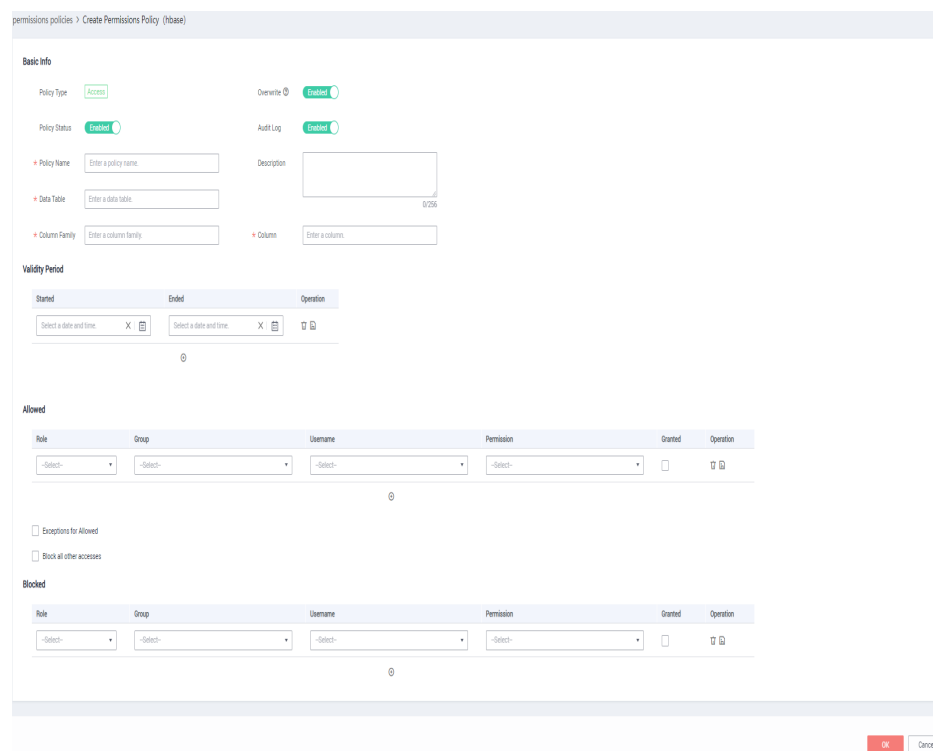 permissions policies > Create Permissions Policy (hbase)
Basic Info
Policy Type Access Overwrite Enabled
Policy Status Enabled Audit Log Enabled
* Policy Name Enter a policy name. Description
0/256
* Data Table Enter a data table.
* Column Family Enter a column family. * Column Enter a column.
Validity Period
Started Ended Operation
Select a date and time. Select a date and time.
Allowed
Role Group Username Permission Granted Operation
--Select-- --Select-- --Select-- --Select--
Exceptions for Allowed
Block all other accesses
Blocked
Role Group Username Permission Granted Operation
--Select-- --Select-- --Select-- --Select--
OK Cance